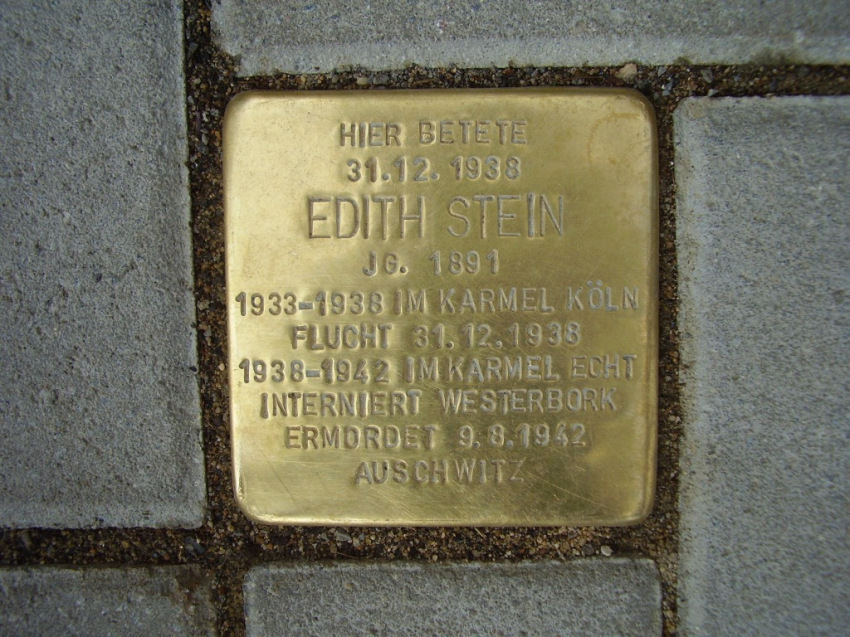 HIER BETETE
31.12.1938
EDITH STEIN
JG. 1891
1933-1938 IM KARMEL KÖLN
FLUCHT 31.12.1938
1938-1942 IM KARMEL ECHT
INTERNIERT WESTERBORK
ERMORDET 9.8.1942
AUSCHWITZ